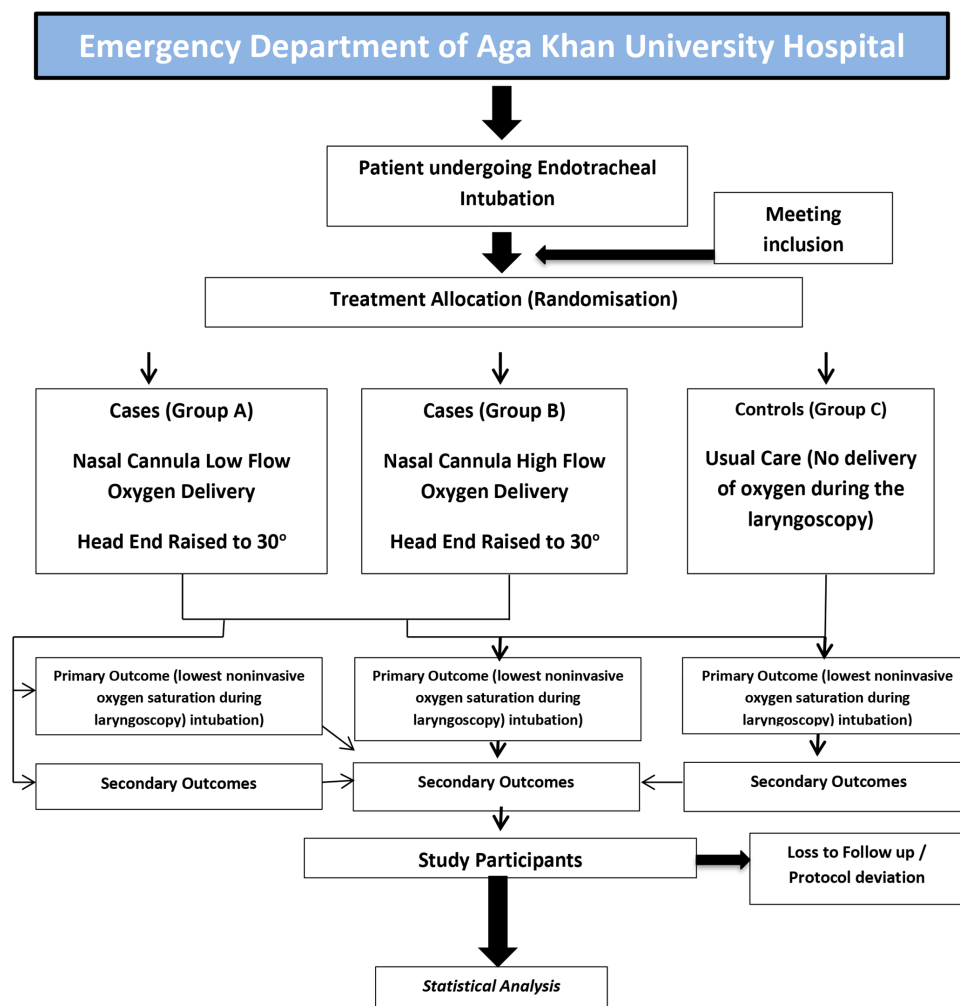 Emergency Department of Aga Khan University Hospital
Patient undergoing Endotracheal
Intubation
Meeting
inclusion
Treatment Allocation (Randomisation)
Cases (Group A)
Nasal Cannula Low Flow
Oxygen Delivery
Head End Raised to 30°
Cases (Group B)
Nasal Cannula High Flow
Oxygen Delivery
Head End Raised to 30°
Controls (Group C)
Usual Care (No delivery
of oxygen during the
laryngoscopy)
Primary Outcome (lowest noninvasive
oxygen saturation during
laryngoscopy) intubation)
Primary Outcome (lowest noninvasive
oxygen saturation during
laryngoscopy) intubation)
Primary Outcome (lowest noninvasive
oxygen saturation during
laryngoscopy) intubation)
Secondary Outcomes
Secondary Outcomes
Secondary Outcomes
Study Participants
Loss to Follow up /
Protocol deviation
Statistical Analysis